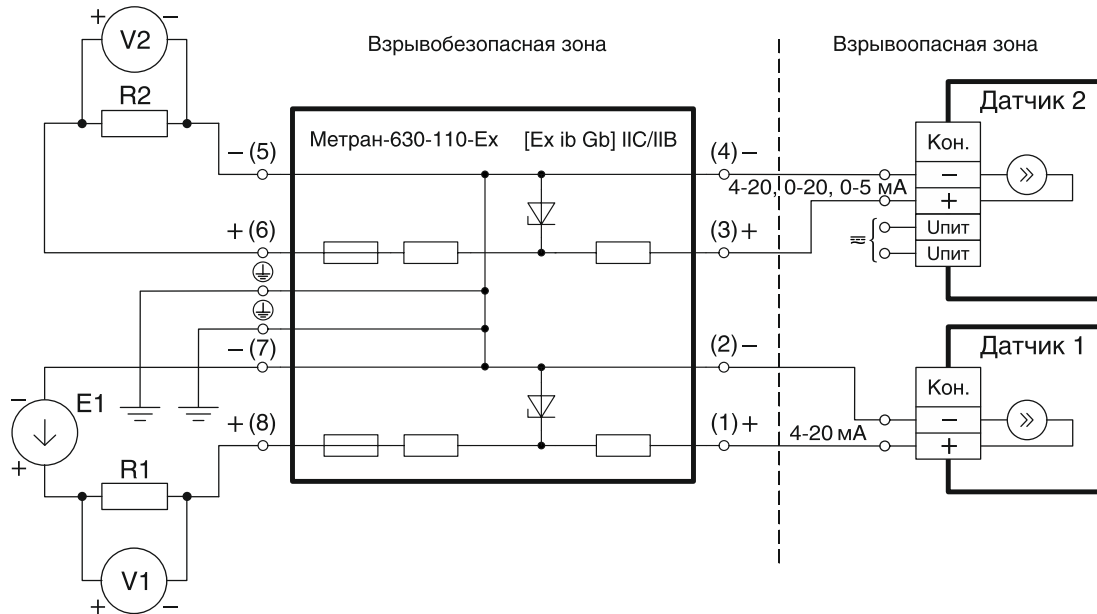 + V2 −
Взрывобезопасная зона
Взрывоопасная зона
R2
Датчик 2
Метран-630-110-Ex [Ex ib Gb] IIC/IIB
Кон.
− (5)
(4) −
−
4-20, 0-20, 0-5 мА
+
+ (6)
(3) +
Uпит
Uпит
− (7)
(2) −
Датчик 1
Кон.
−
E1
−
+ (8)
(1) +
4-20 мА
+
+
R1
V1
+ −